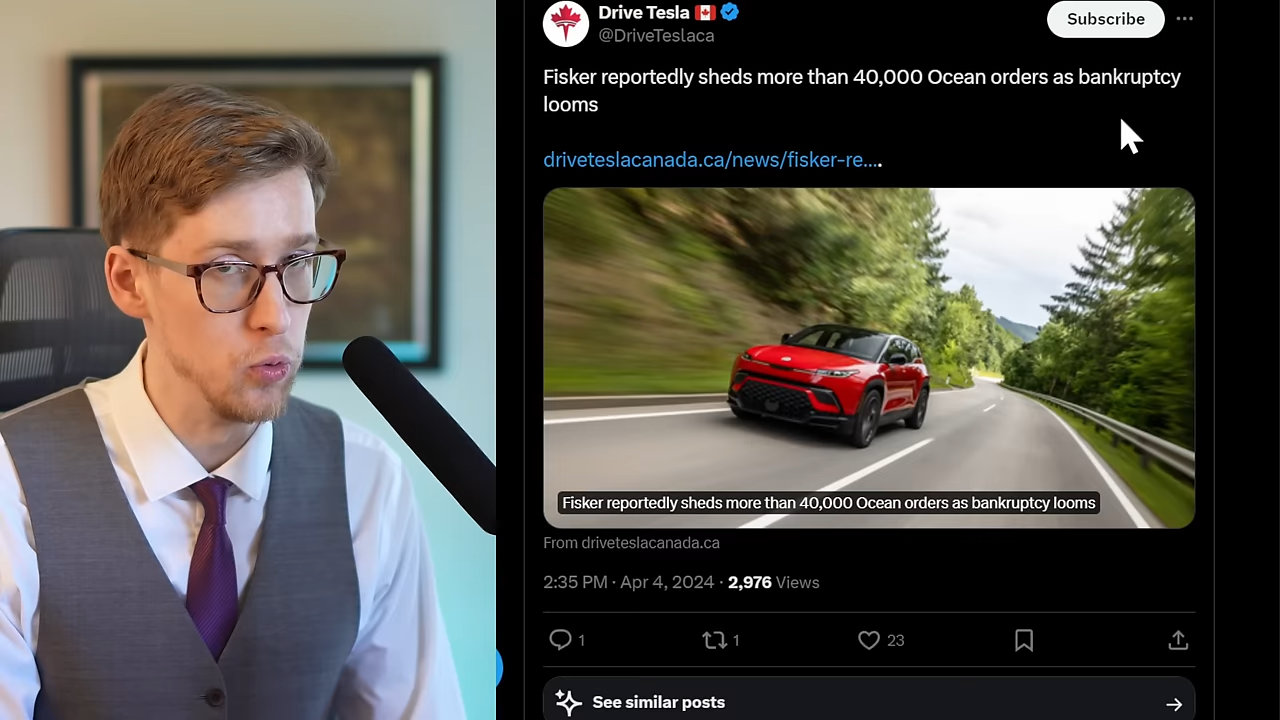 Drive Tesla 🇨🇦
Subscribe
@DriveTeslaca
Fisker reportedly sheds more than 40,000 Ocean orders as bankruptcy
looms
driveteslacanada.ca/news/fisker-re….
Fisker reportedly sheds more than 40,000 Ocean orders as bankruptcy looms
From driveteslacanada.ca
2:35 PM · Apr 4, 2024 · 2,976 Views
1
1
23
See similar posts